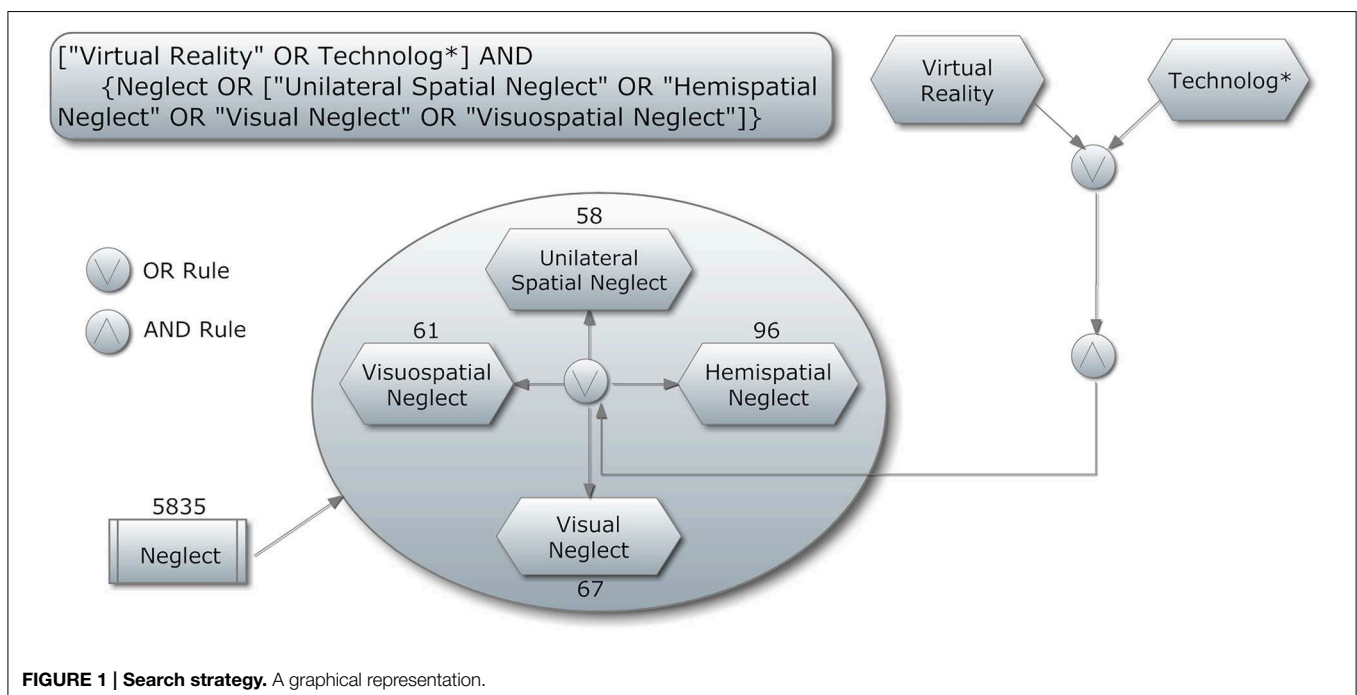 ["Virtual Reality" OR Technolog*] AND
{Neglect OR ["Unilateral Spatial Neglect" OR "Hemispatial
Neglect" OR "Visual Neglect" OR "Visuospatial Neglect"]}
Virtual
Reality
Technolog*
OR Rule
AND Rule
58
Unilateral
Spatial Neglect
61
Visuospatial
Neglect
96
Hemispatial
Neglect
Visual
Neglect
67
5835
Neglect
FIGURE 1 | Search strategy. A graphical representation.